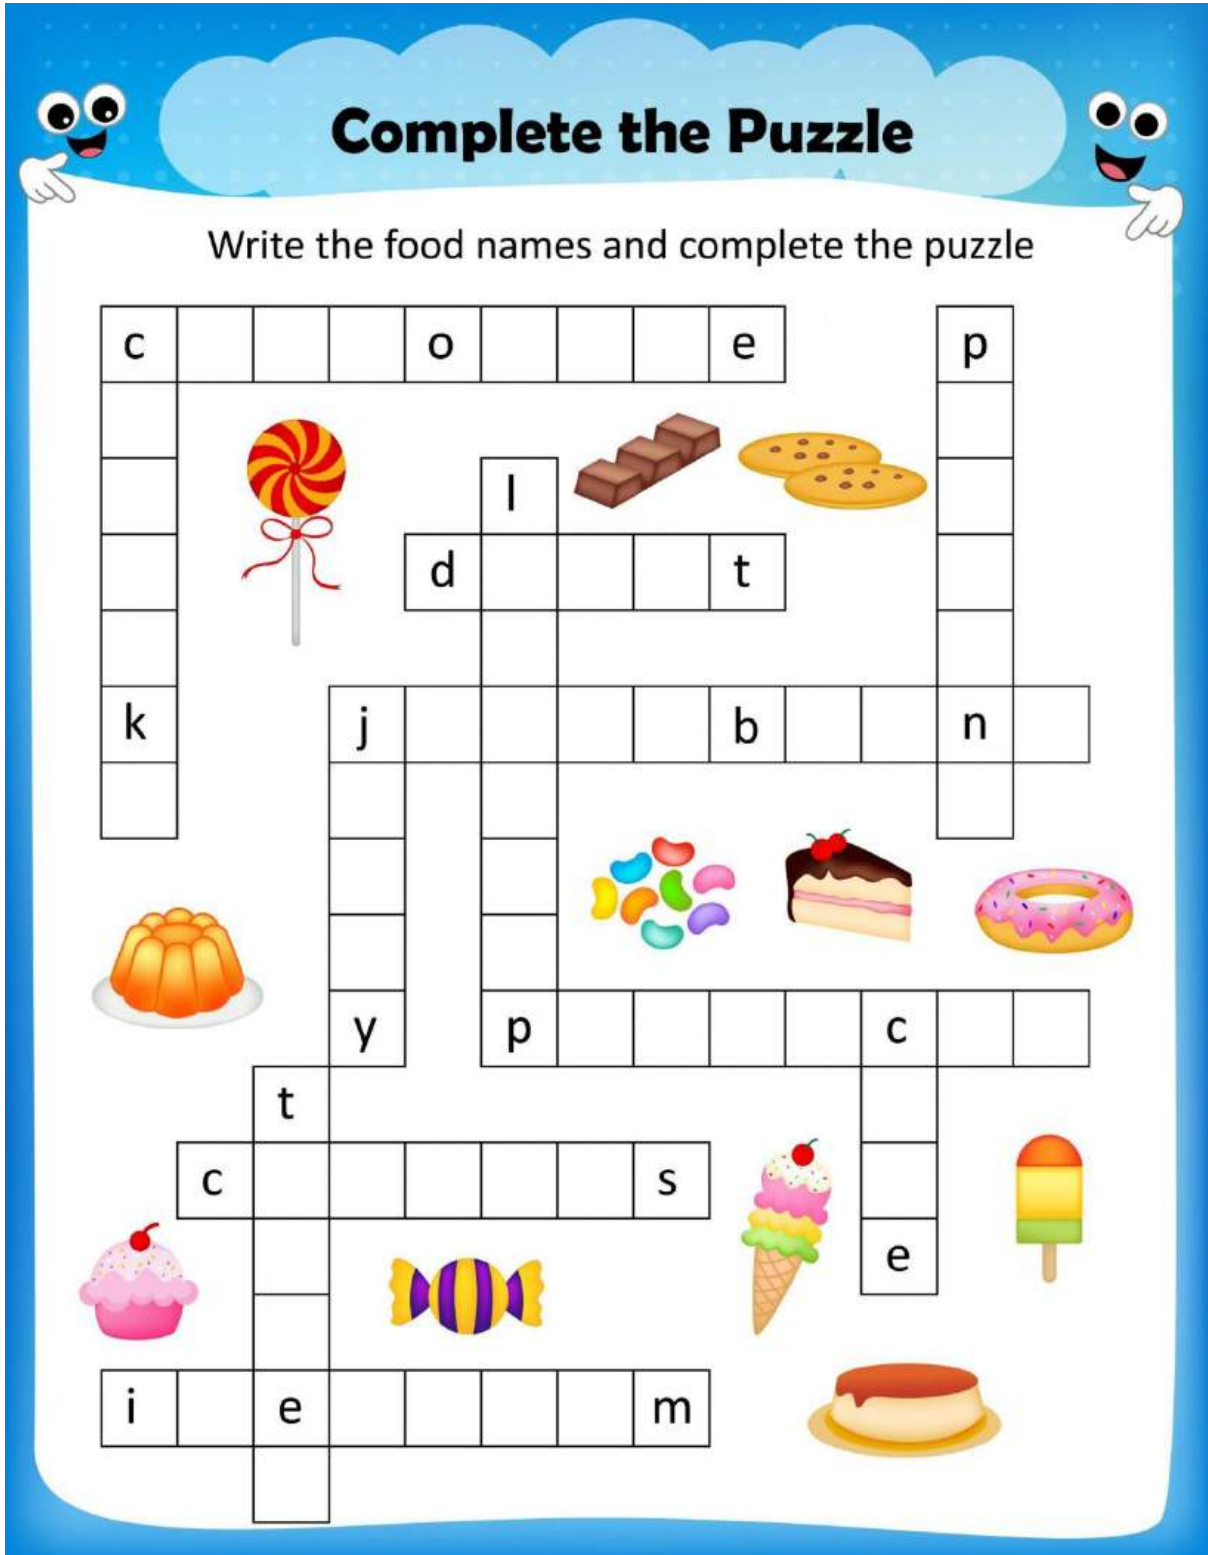 Complete the Puzzle
Write the food names and complete the puzzle
c o e p
l
d t
k j b n
y p c
t
c s
e
i e m